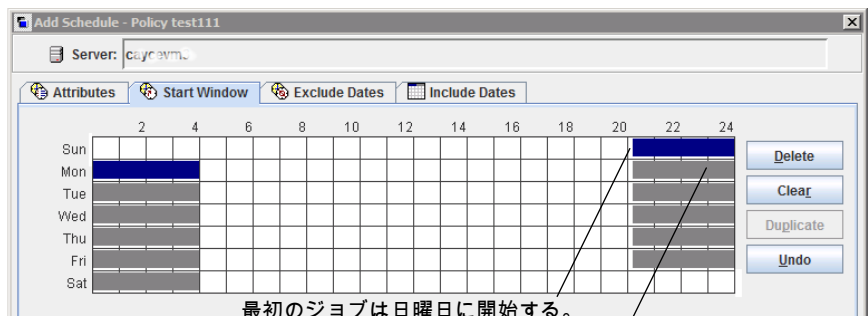 Add Schedule - Policy test111
Server:
Attributes Start Window Exclude Dates Include Dates
2 4 6 8 10 12 14 16 18 20 22 24
Sun
Mon
Tue
Wed
Thu
Fri
Sat
Delete
Clear
Duplicate
Undo
最初のジョブは日曜日に開始する。